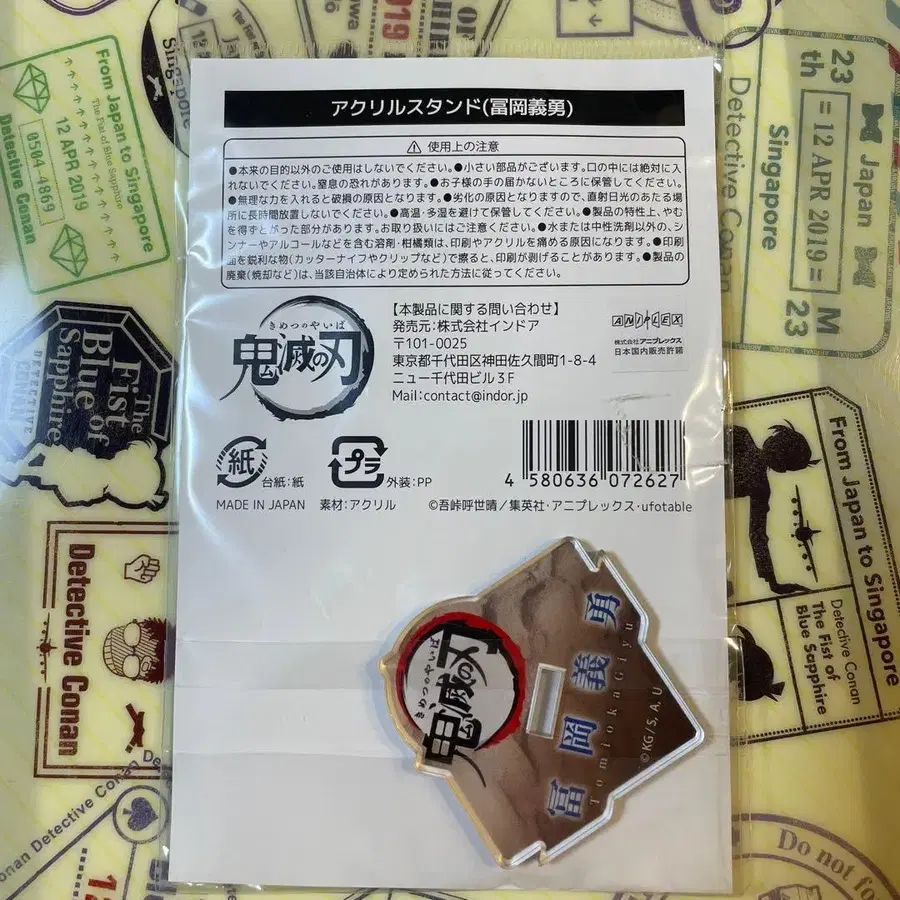 アクリルスタンド(冨岡義勇)
⚠ 使用上の注意
●本来の目的以外のご使用はしないでください。●小さい部品がございます。口の中には絶対に入
れないでください。窒息の恐れがあります。●お子様の手の届かないところに保管してください。
●無理な力を入れると破損の原因となります。●劣化の原因となりますので、直射日光のあたる場
所に長時間放置しないでください。●高温・多湿を避けて保管してください。●製品の特性上、やむ
を得ずとがった部分があります。お取り扱いにはご注意ください。●水または中性洗剤以外の、シ
ンナーやアルコールなどを含む溶剤・柑橘類は、印刷やアクリルを痛める原因になります。●印刷
面を鋭利な物(カッターナイフやクリップなど)で擦ると、印刷が剥げることがあります。●製品の
廃棄(焼却など)は、当該自治体により定められた方法に従ってください。
きめつのやいば
鬼滅の刃
【本製品に関する問い合わせ】
発売元:株式会社インドア
〒101-0025
東京都千代田区神田佐久間町1-8-4
ニュー千代田ビル3F
Mail:contact@indor.jp
ANIPLEX
株式会社アニプレックス
日本国内販売許諾
紙
台紙:紙
プラ
外装:PP
4 580636 072627
MADE IN JAPAN 素材:アクリル ©吾峠呼世晴/集英社・アニプレックス・ufotable
きめつのやいば
鬼滅の刃
冨岡義勇
Tomioka Giyu
©KG/S,A,U
From Japan to Singapore
The Fist of Blue Sapphire
12 APR 2019
0504-4869
Detective Conan
The
Fist of
Blue
Sapphire
DETECTIVE
CONAN
Detective Conan
Detective Conan
Singapore
23
th
=12 APR 2019=
Japan
M
23
From Japan to Singapore
Detective Conan
The Fist of
Blue Sapphire
Do not fo